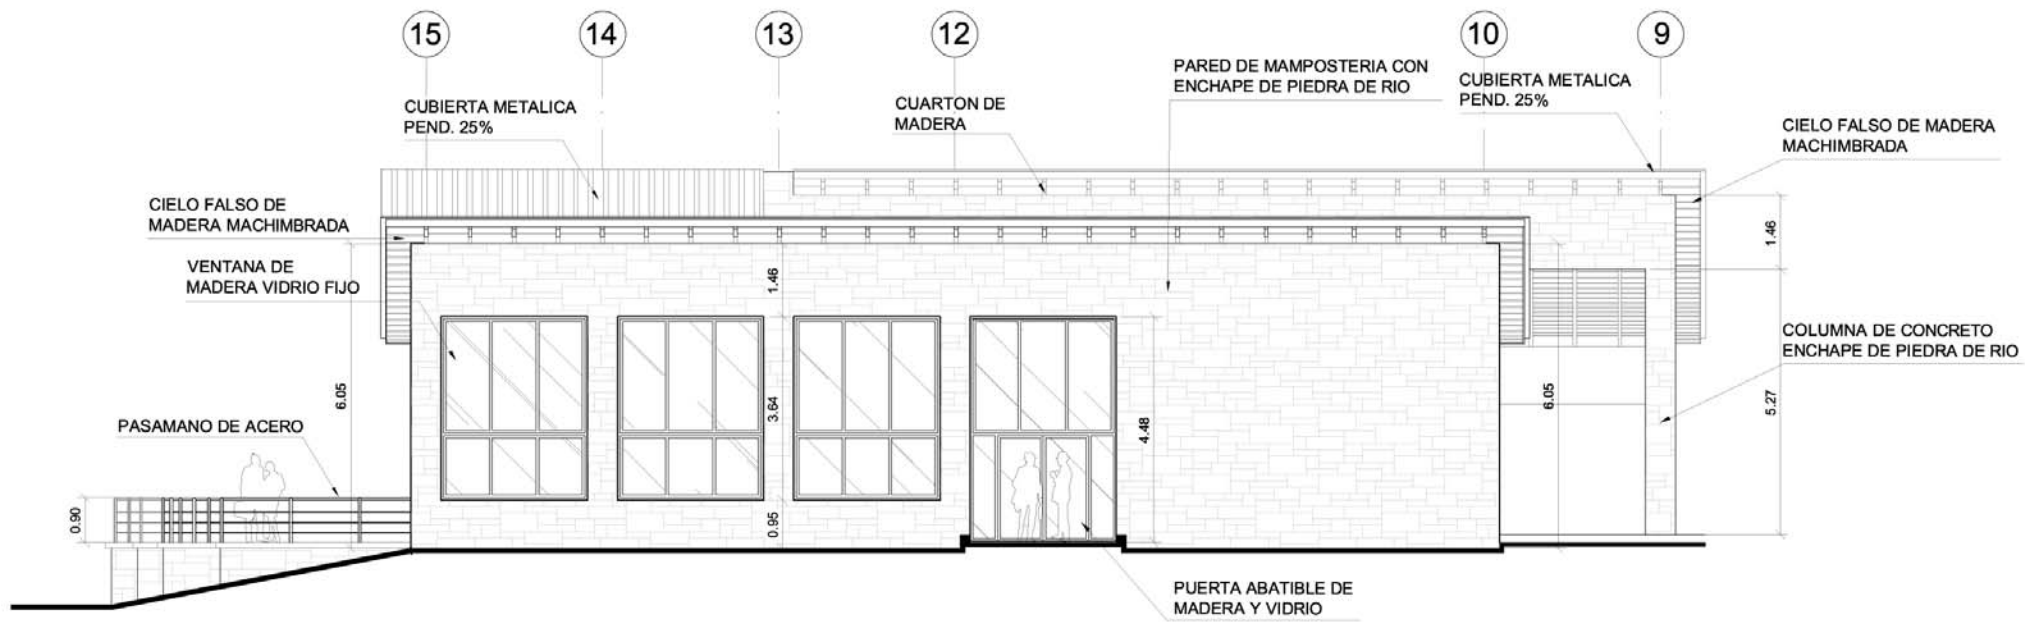 15
14
13
12
10
9
PARED DE MAMPOSTERIA CON
ENCHAPE DE PIEDRA DE RIO
CUBIERTA METALICA
PEND. 25%
CUARTON DE
MADERA
CUBIERTA METALICA
PEND. 25%
CIELO FALSO DE MADERA
MACHIMBRADA
CIELO FALSO DE
MADERA MACHIMBRADA
VENTANA DE
MADERA VIDRIO FIJO
1.46
1.46
COLUMNA DE CONCRETO
ENCHAPE DE PIEDRA DE RIO
6.05
3.64
4.48
6.05
5.27
PASAMANO DE ACERO
0.90
0.95
PUERTA ABATIBLE DE
MADERA Y VIDRIO